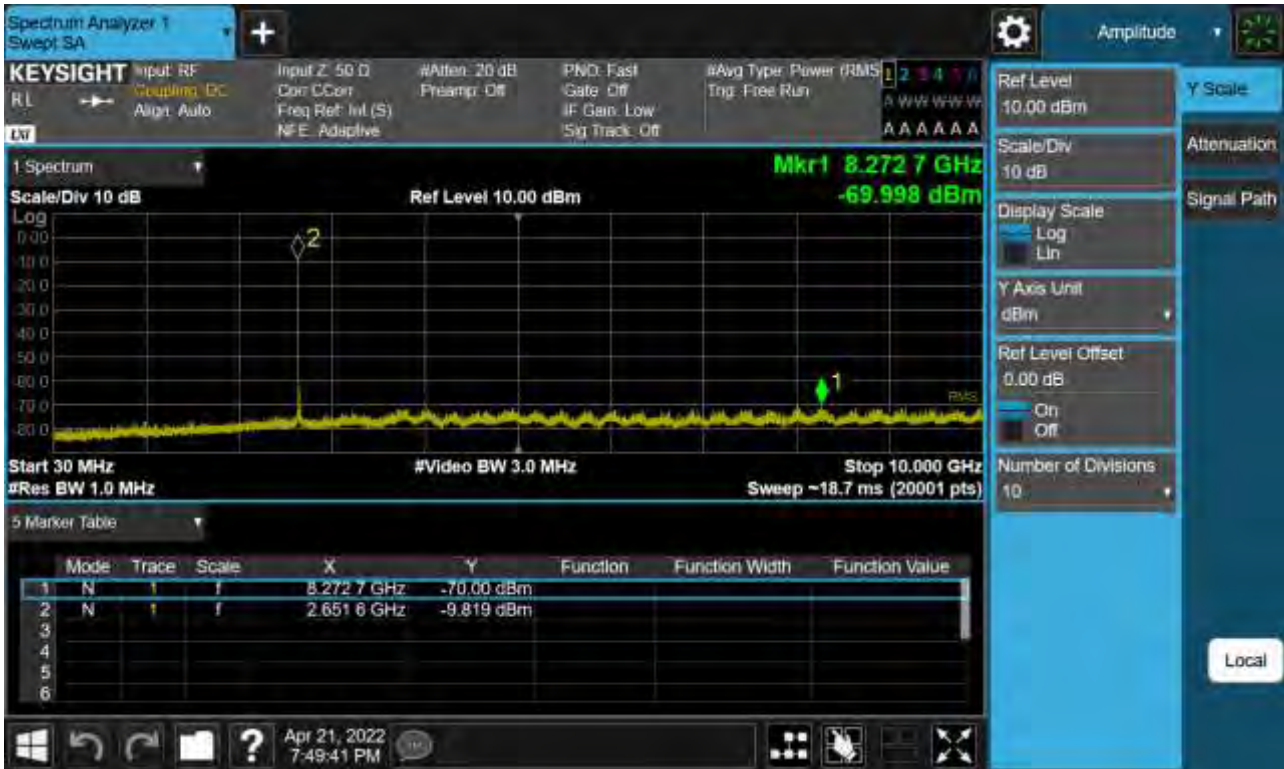 Spectrum Analyzer 1
Swept SA
+
Amplitude
KEYSIGHT
RL
Input: RF
Coupling: DC
Align: Auto
Input Z: 50 Ω
Corr CCorr
Freq Ref: Int (S)
NFE: Adaptive
#Atten: 20 dB
Preamp: Off
PNO: Fast
Gate: Off
IF Gain: Low
Sig Track: Off
#Avg Type: Power (RMS
Trig: Free Run
1 2 3 4 5 6
A W W W W W
A A A A A A
1 Spectrum
Scale/Div 10 dB
Ref Level 10.00 dBm
Mkr1 8.272 7 GHz
-69.998 dBm
Log
0.00
-10.0
-20.0
-30.0
-40.0
-50.0
-60.0
-70.0
-80.0
2
1
RMS
Start 30 MHz
#Res BW 1.0 MHz
#Video BW 3.0 MHz
Stop 10.000 GHz
Sweep ~18.7 ms (20001 pts)
5 Marker Table
Mode Trace Scale X Y Function Function Width Function Value
1 N 1 f 8.272 7 GHz -70.00 dBm
2 N 1 f 2.651 6 GHz -9.819 dBm
3
4
5
6
Ref Level
10.00 dBm
Scale/Div
10 dB
Display Scale
Log
Lin
Y Axis Unit
dBm
Ref Level Offset
0.00 dB
On
Off
Number of Divisions
10
Y Scale
Attenuation
Signal Path
Local
?
Apr 21, 2022
7:49:41 PM